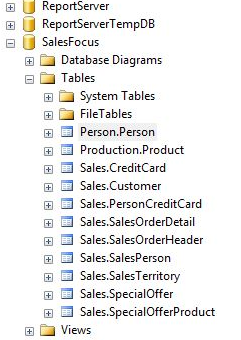 ReportServer
ReportServerTempDB
SalesFocus
Database Diagrams
Tables
System Tables
FileTables
Person.Person
Production.Product
Sales.CreditCard
Sales.Customer
Sales.PersonCreditCard
Sales.SalesOrderDetail
Sales.SalesOrderHeader
Sales.SalesPerson
Sales.SalesTerritory
Sales.SpecialOffer
Sales.SpecialOfferProduct
Views